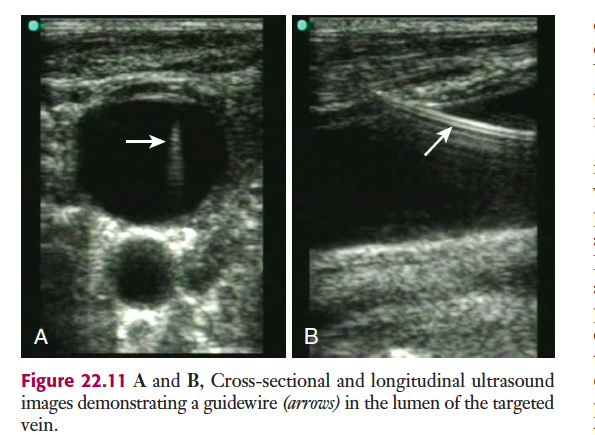 A
B
Figure 22.11 A and B, Cross-sectional and longitudinal ultrasound
images demonstrating a guidewire (arrows) in the lumen of the targeted
vein.